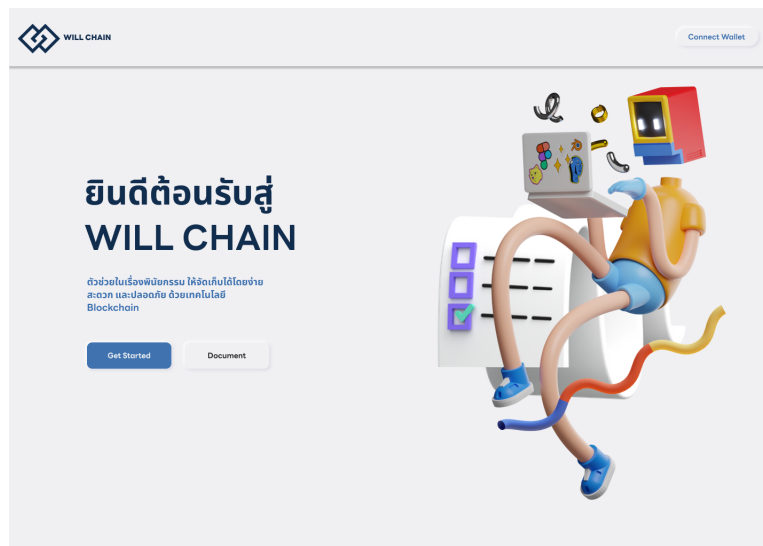 WILL CHAIN
Connect Wallet
ยินดีต้อนรับสู่
WILL CHAIN
ตัวช่วยในเรื่องพินัยกรรม ให้จัดเก็บได้โดยง่าย
สะดวก และปลอดภัย ด้วยเทคโนโลยี
Blockchain
Get Started
Document